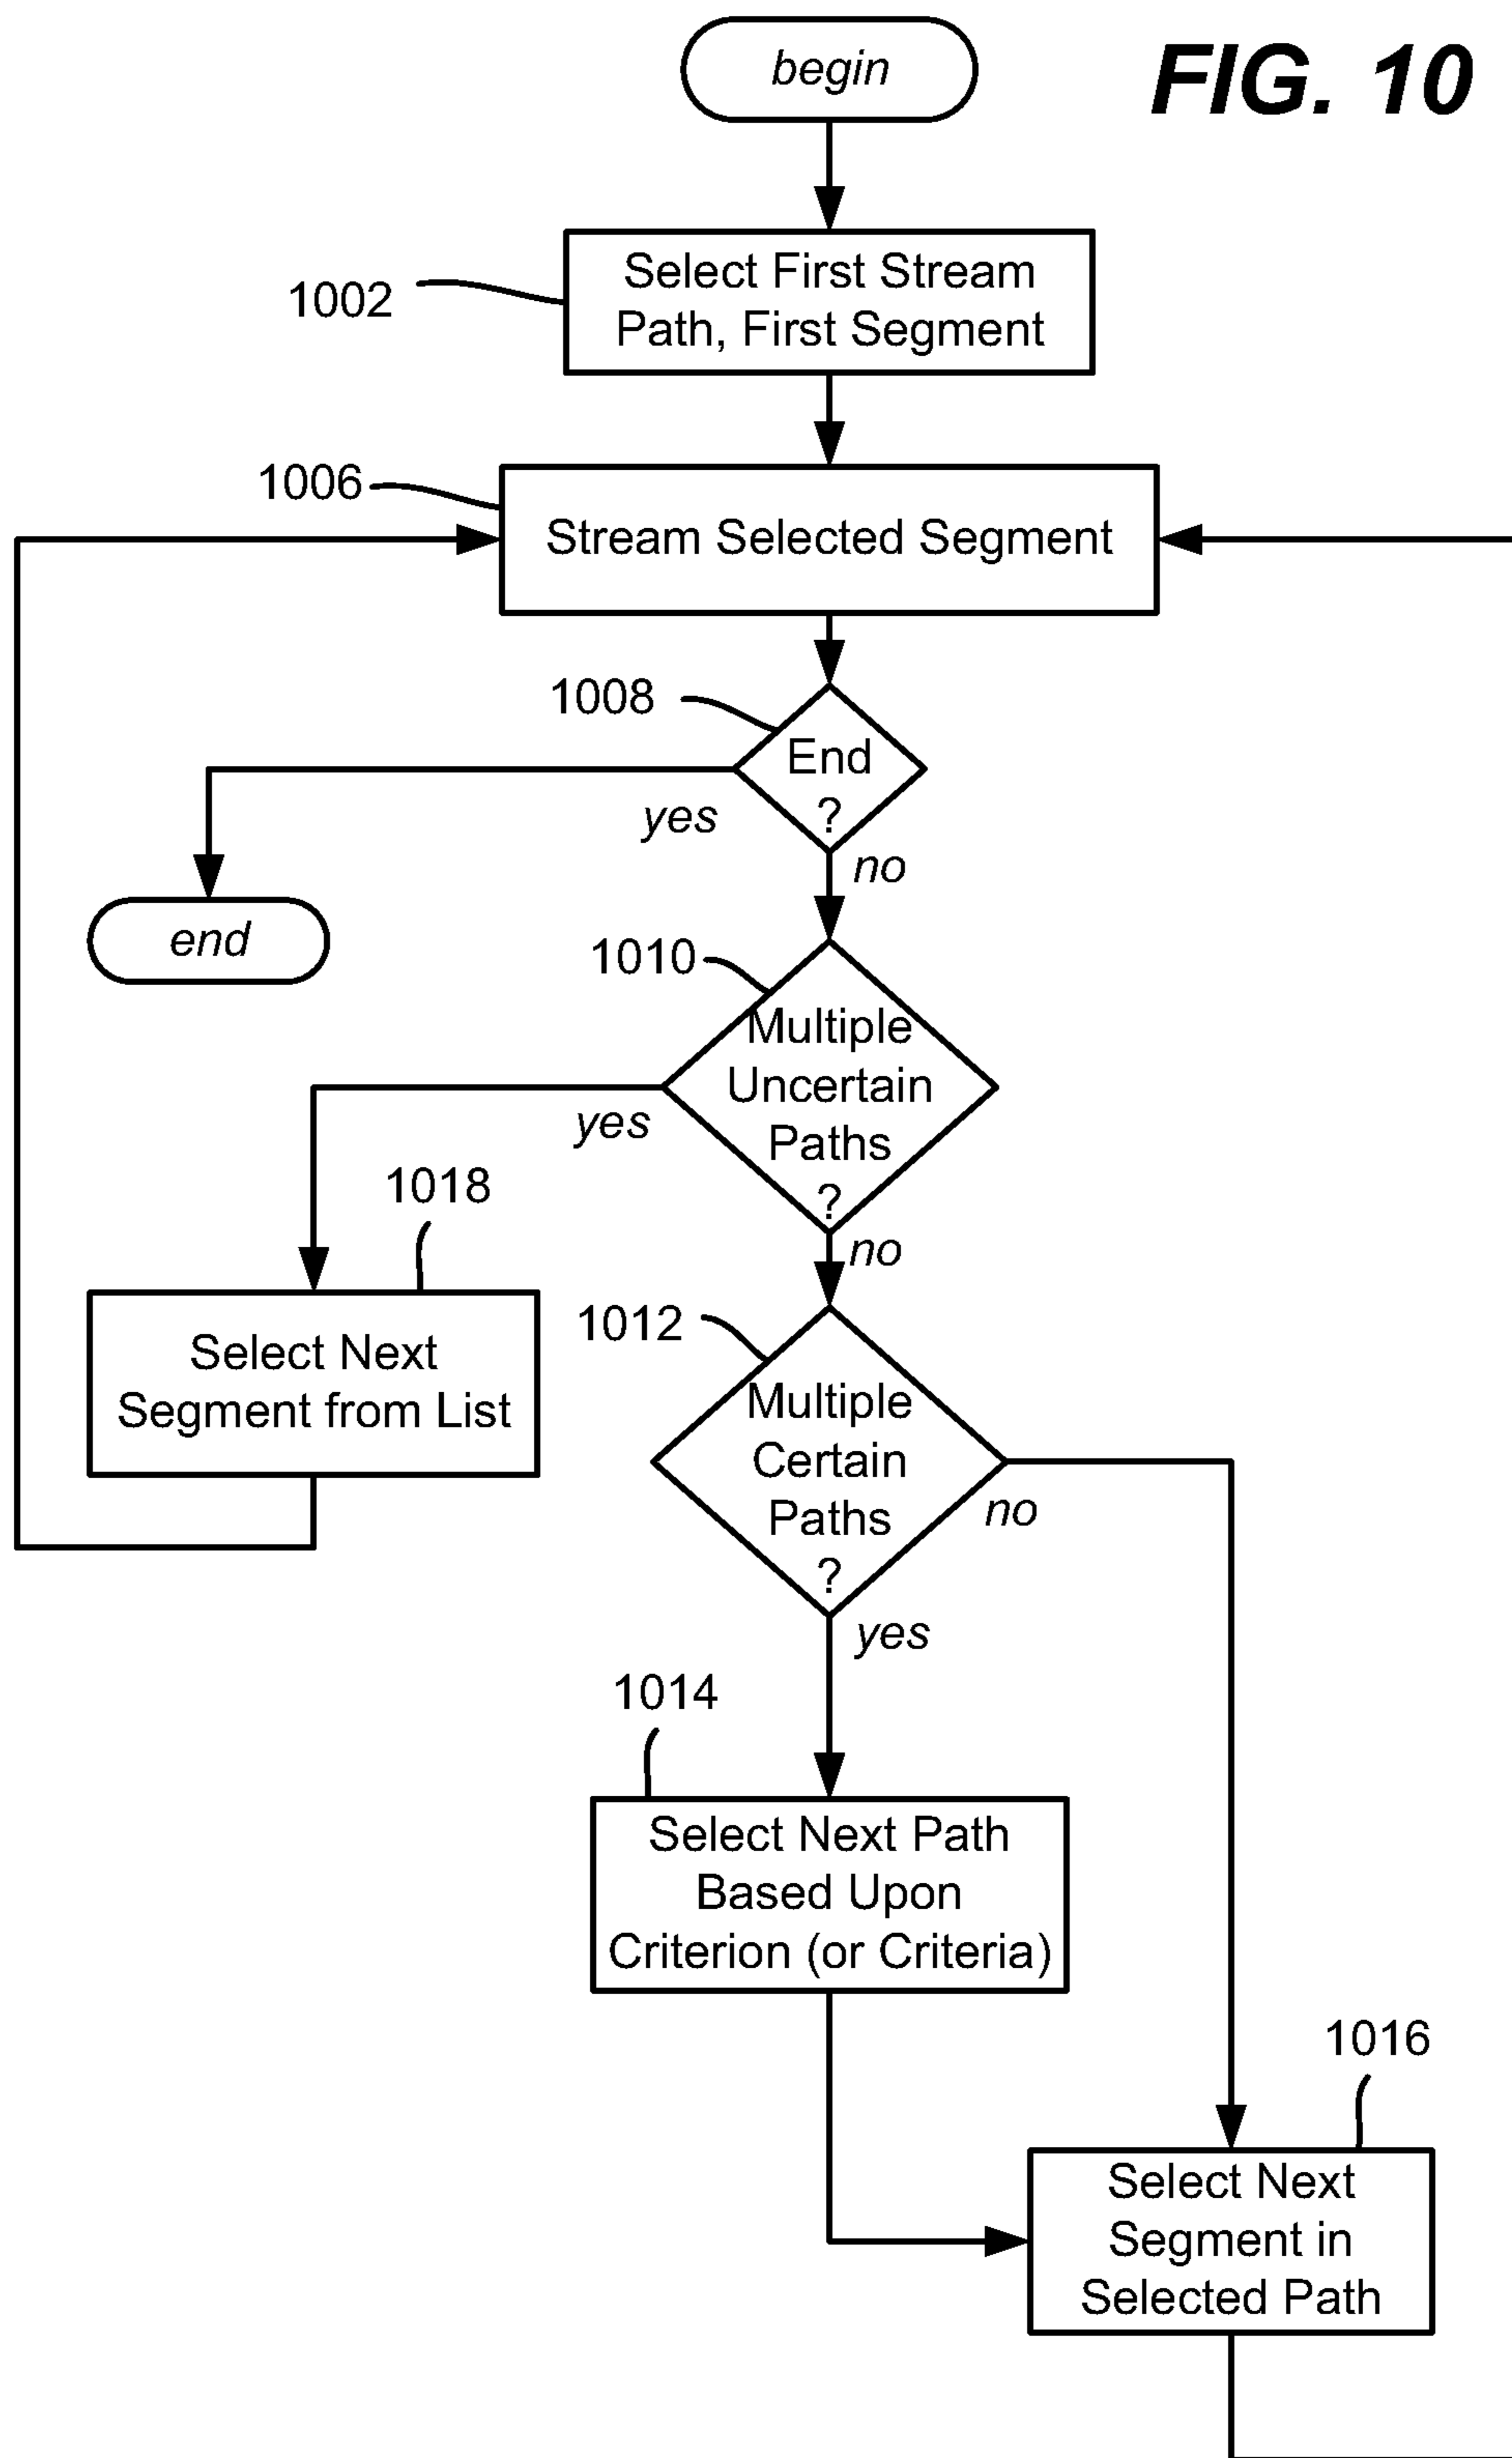 begin
FIG. 10
1002
Select First Stream
Path, First Segment
1006
Stream Selected Segment
1008
End
?
yes
no
end
1010
Multiple
Uncertain
Paths
?
yes
no
1018
Select Next
Segment from List
1012
Multiple
Certain
Paths
?
no
yes
1014
Select Next Path
Based Upon
Criterion (or Criteria)
1016
Select Next
Segment in
Selected Path